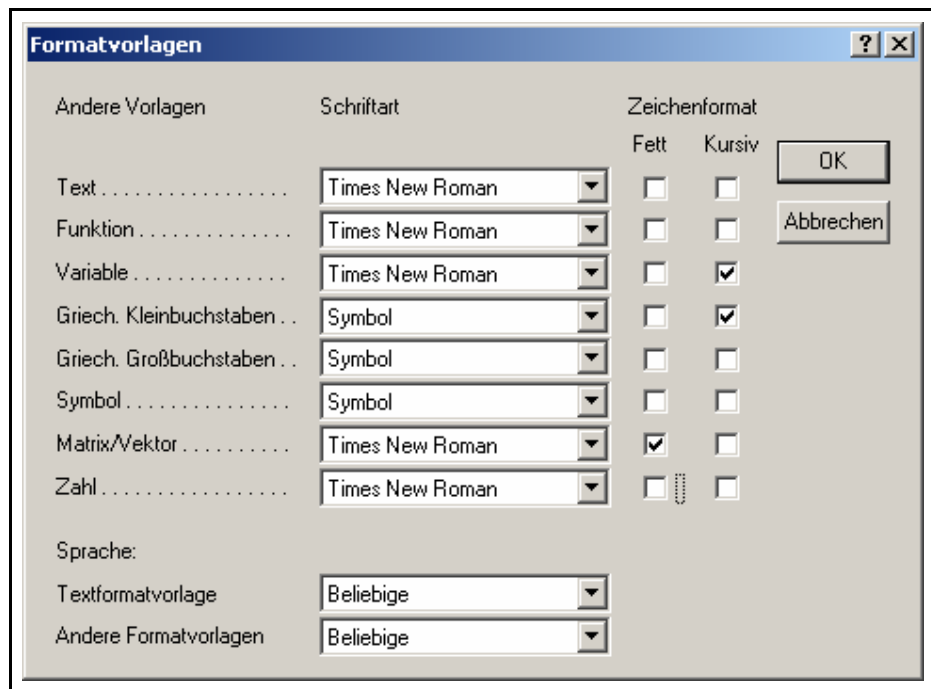 Formatvorlagen
Andere Vorlagen Schriftart Zeichenformat
Fett Kursiv
OK
Text . . . . . . . . . . . . . . . . . Times New Roman
Abbrechen
Funktion . . . . . . . . . . . . . . Times New Roman
Variable . . . . . . . . . . . . . . Times New Roman
Griech. Kleinbuchstaben . . Symbol
Griech. Großbuchstaben . . Symbol
Symbol . . . . . . . . . . . . . . . Symbol
Matrix/Vektor . . . . . . . . . . Times New Roman
Zahl . . . . . . . . . . . . . . . . . Times New Roman
Sprache:
Textformatvorlage Beliebige
Andere Formatvorlagen Beliebige